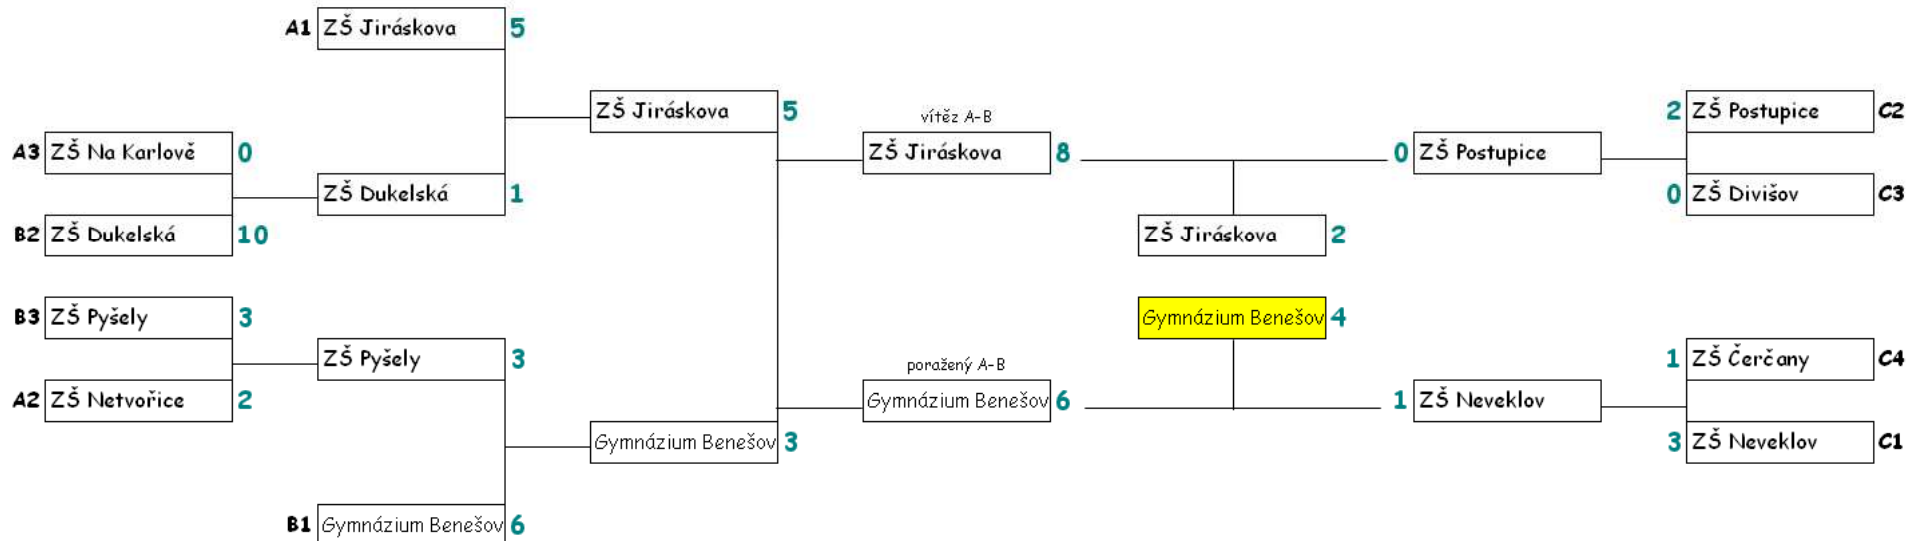 A1 ZŠ Jiráskova 5
ZŠ Jiráskova 5
vítěz A-B
2 ZŠ Postupice C2
A3 ZŠ Na Karlově 0
ZŠ Jiráskova 8
0 ZŠ Postupice
ZŠ Dukelská 1
0 ZŠ Divišov C3
B2 ZŠ Dukelská 10
ZŠ Jiráskova 2
B3 ZŠ Pyšely 3
Gymnázium Benešov 4
ZŠ Pyšely 3
poražený A-B
1 ZŠ Čerčany C4
A2 ZŠ Netvořice 2
Gymnázium Benešov 6
1 ZŠ Neveklov
Gymnázium Benešov 3
3 ZŠ Neveklov C1
B1 Gymnázium Benešov 6